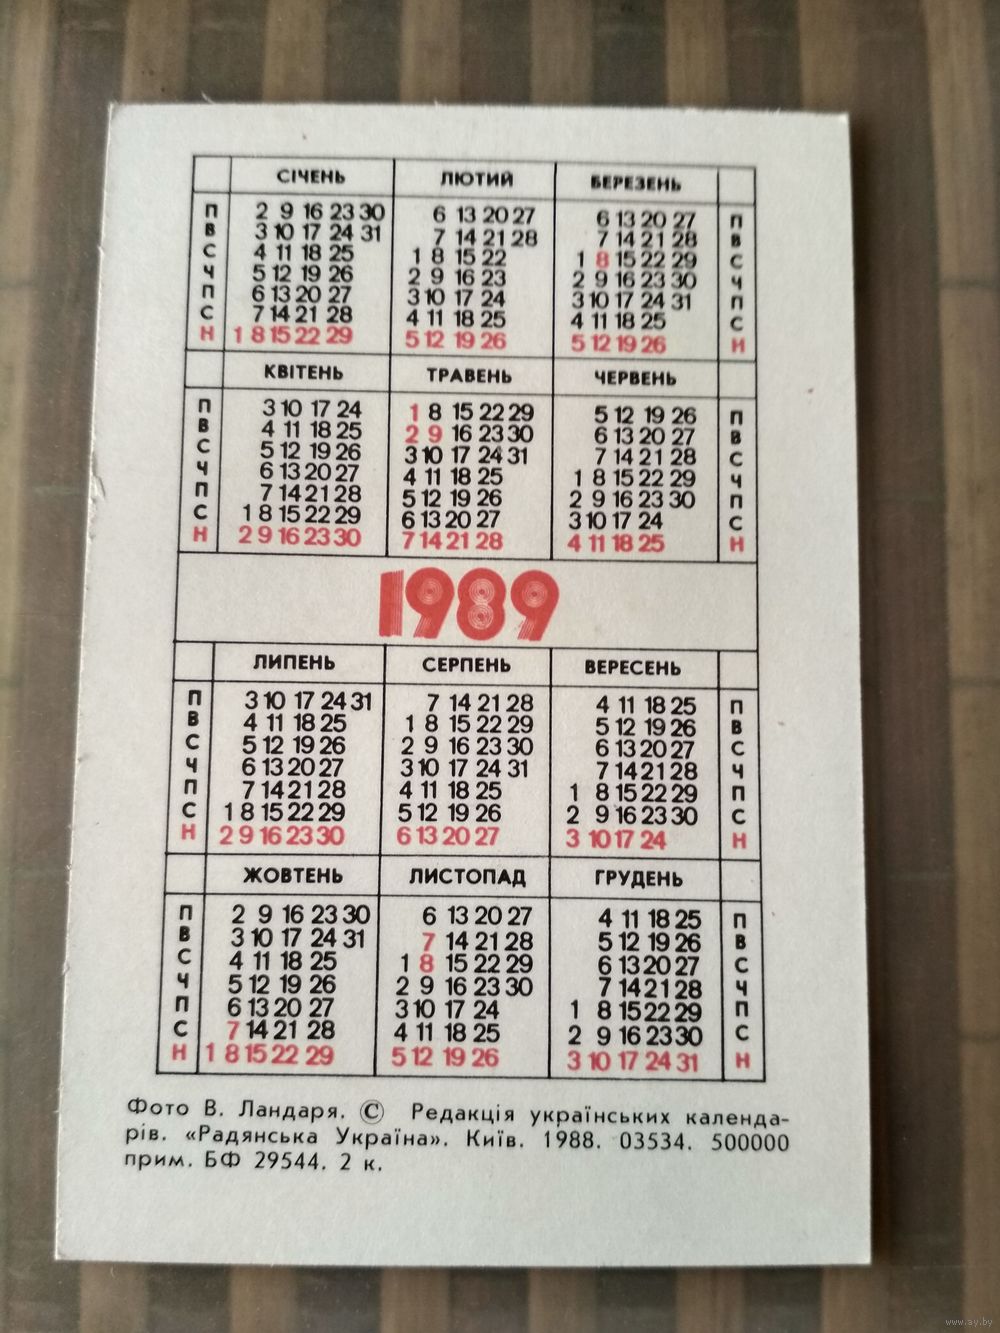 СІЧЕНЬ ЛЮТИЙ БЕРЕЗЕНЬ
П 2 9 16 23 30 6 13 20 27 6 13 20 27 П
В 3 10 17 24 31 7 14 21 28 7 14 21 28 В
С 4 11 18 25 1 8 15 22 1 8 15 22 29 С
Ч 5 12 19 26 2 9 16 23 2 9 16 23 30 Ч
П 6 13 20 27 3 10 17 24 3 10 17 24 31 П
С 7 14 21 28 4 11 18 25 4 11 18 25 С
Н 1 8 15 22 29 5 12 19 26 5 12 19 26 Н
КВІТЕНЬ ТРАВЕНЬ ЧЕРВЕНЬ
П 3 10 17 24 1 8 15 22 29 5 12 19 26 П
В 4 11 18 25 2 9 16 23 30 6 13 20 27 В
С 5 12 19 26 3 10 17 24 31 7 14 21 28 С
Ч 6 13 20 27 4 11 18 25 1 8 15 22 29 Ч
П 7 14 21 28 5 12 19 26 2 9 16 23 30 П
С 1 8 15 22 29 6 13 20 27 3 10 17 24 С
Н 2 9 16 23 30 7 14 21 28 4 11 18 25 Н
1989
ЛИПЕНЬ СЕРПЕНЬ ВЕРЕСЕНЬ
П 3 10 17 24 31 7 14 21 28 4 11 18 25 П
В 4 11 18 25 1 8 15 22 29 5 12 19 26 В
С 5 12 19 26 2 9 16 23 30 6 13 20 27 С
Ч 6 13 20 27 3 10 17 24 31 7 14 21 28 Ч
П 7 14 21 28 4 11 18 25 1 8 15 22 29 П
С 1 8 15 22 29 5 12 19 26 2 9 16 23 30 С
Н 2 9 16 23 30 6 13 20 27 3 10 17 24 Н
ЖОВТЕНЬ ЛИСТОПАД ГРУДЕНЬ
П 2 9 16 23 30 6 13 20 27 4 11 18 25 П
В 3 10 17 24 31 7 14 21 28 5 12 19 26 В
С 4 11 18 25 1 8 15 22 29 6 13 20 27 С
Ч 5 12 19 26 2 9 16 23 30 7 14 21 28 Ч
П 6 13 20 27 3 10 17 24 1 8 15 22 29 П
С 7 14 21 28 4 11 18 25 2 9 16 23 30 С
Н 1 8 15 22 29 5 12 19 26 3 10 17 24 31 Н
Фото В. Ландаря. © Редакція українських календа-
рів. «Радянська Україна». Київ. 1988. 03534. 500000
прим. БФ 29544. 2 к.
www.ay.by